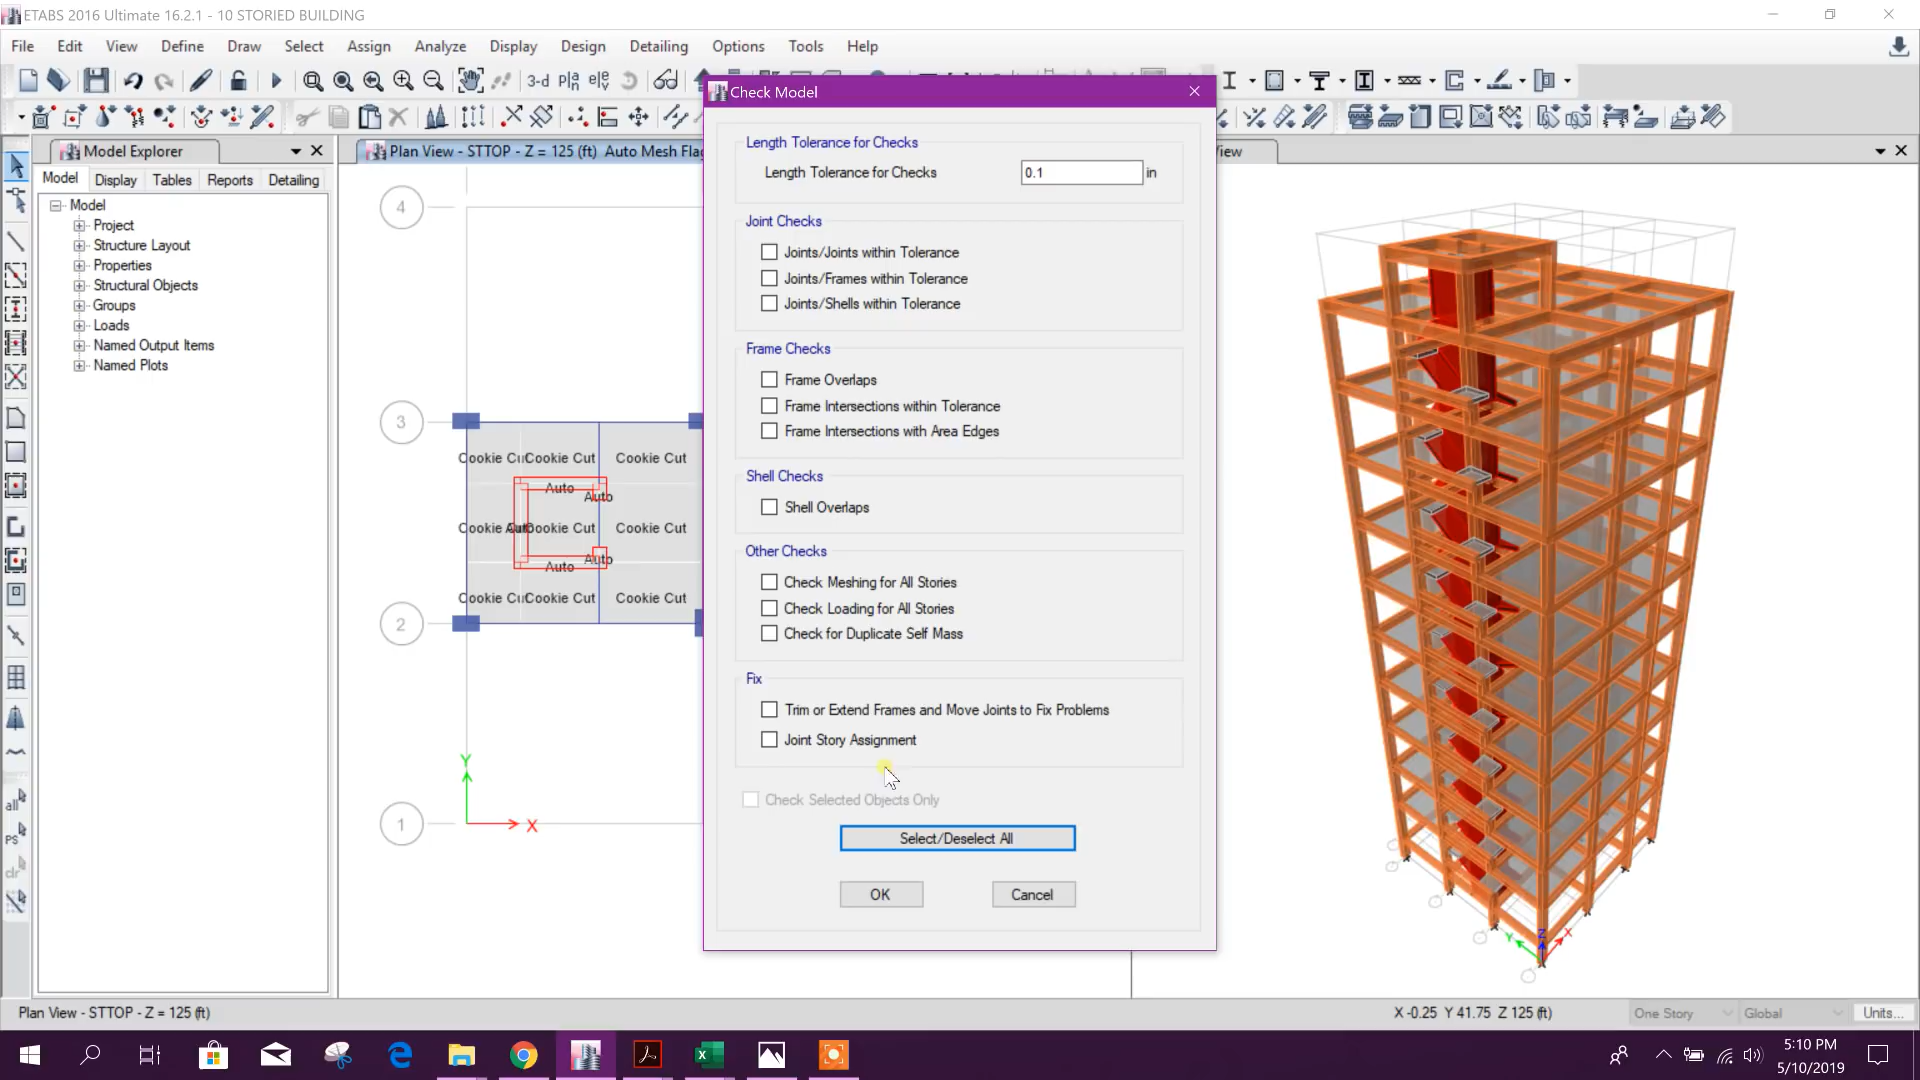 ETABS 2016 Ultimate 16.2.1 - 10 STORIED BUILDING
File Edit View Define Draw Select Assign Analyze Display Design Detailing Options Tools Help
3-d
Check Model
Model Explorer
Plan View - STTOP - Z = 125 (ft) Auto Mesh Flag
Model Display Tables Reports Detailing
Model
Project
Structure Layout
Properties
Structural Objects
Groups
Loads
Named Output Items
Named Plots
4
3
2
1
Cookie Cut Cookie Cut
Auto
Auto
Cookie Cut Cookie Cut
Auto
Auto
Cookie Cut Cookie Cut
Y
X
Length Tolerance for Checks
Length Tolerance for Checks 0.1 in
Joint Checks
Joints/Joints within Tolerance
Joints/Frames within Tolerance
Joints/Shells within Tolerance
Frame Checks
Frame Overlaps
Frame Intersections within Tolerance
Frame Intersections with Area Edges
Shell Checks
Shell Overlaps
Other Checks
Check Meshing for All Stories
Check Loading for All Stories
Check for Duplicate Self Mass
Fix
Trim or Extend Frames and Move Joints to Fix Problems
Joint Story Assignment
Check Selected Objects Only
Select/Deselect All
OK Cancel
Y Z X
all
ps
clr
Plan View - STTOP - Z = 125 (ft)
X -0.25 Y 41.75 Z 125 (ft)
One Story
Global
Units...
5:10 PM
5/10/2019